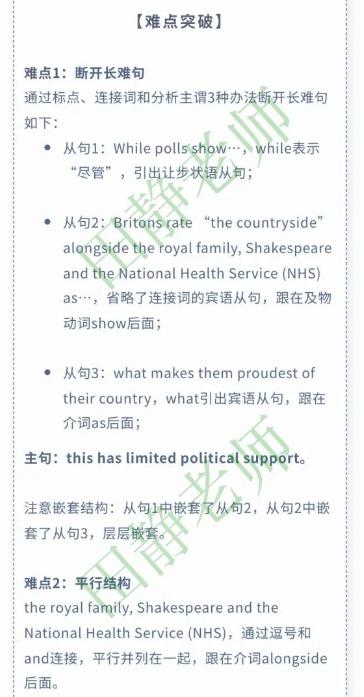 【难点突破】
难点1：断开长难句
通过标点、连接词和分析主谓3种办法断开长难句
如下：
从句1：While polls show…，while表示
“尽管”，引出让步状语从句；
从句2：Britons rate “the countryside”
alongside the royal family, Shakespeare
and the National Health Service (NHS)
as…，省略了连接词的宾语从句，跟在及物
动词show后面；
从句3：what makes them proudest of
their country，what引出宾语从句，跟在
介词as后面；
主句：this has limited political support。
注意嵌套结构：从句1中嵌套了从句2，从句2中嵌
套了从句3，层层嵌套。
难点2：平行结构
the royal family, Shakespeare and the
National Health Service (NHS)，通过逗号和
and连接，平行并列在一起，跟在介词alongside
后面。
田静老师
田静老师